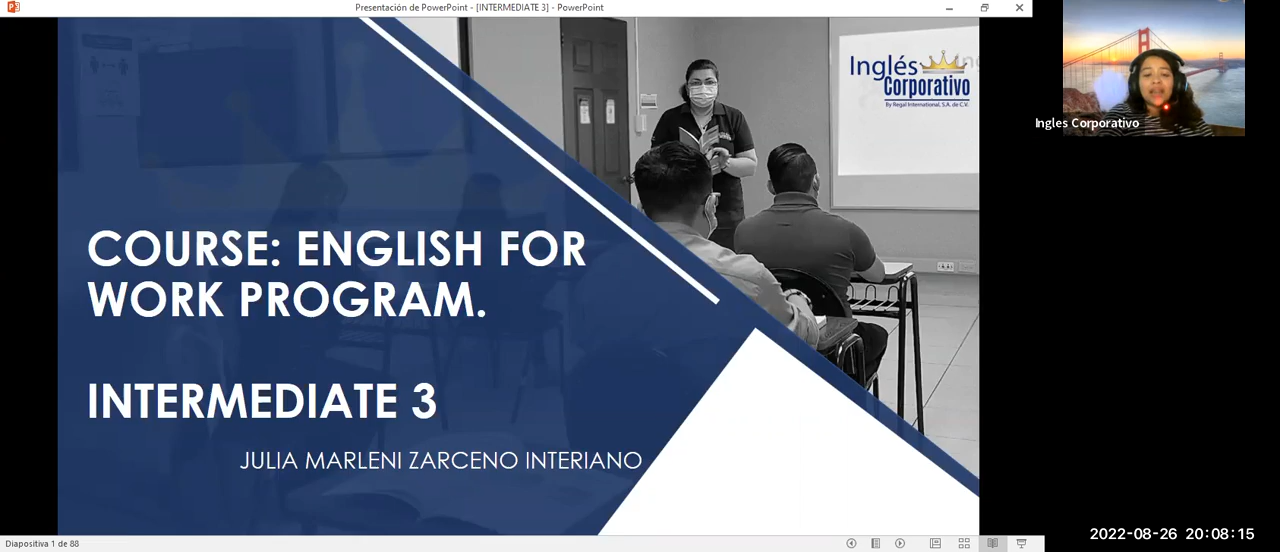 Presentación de PowerPoint - [INTERMEDIATE 3] - PowerPoint
Inglés
Corporativo
By Regal International, S.A. de C.V.
Ingles Corporativo
COURSE: ENGLISH FOR
WORK PROGRAM.
INTERMEDIATE 3
JULIA MARLENI ZARCENO INTERIANO
2022-08-26 20:08:15
Diapositiva 1 de 88